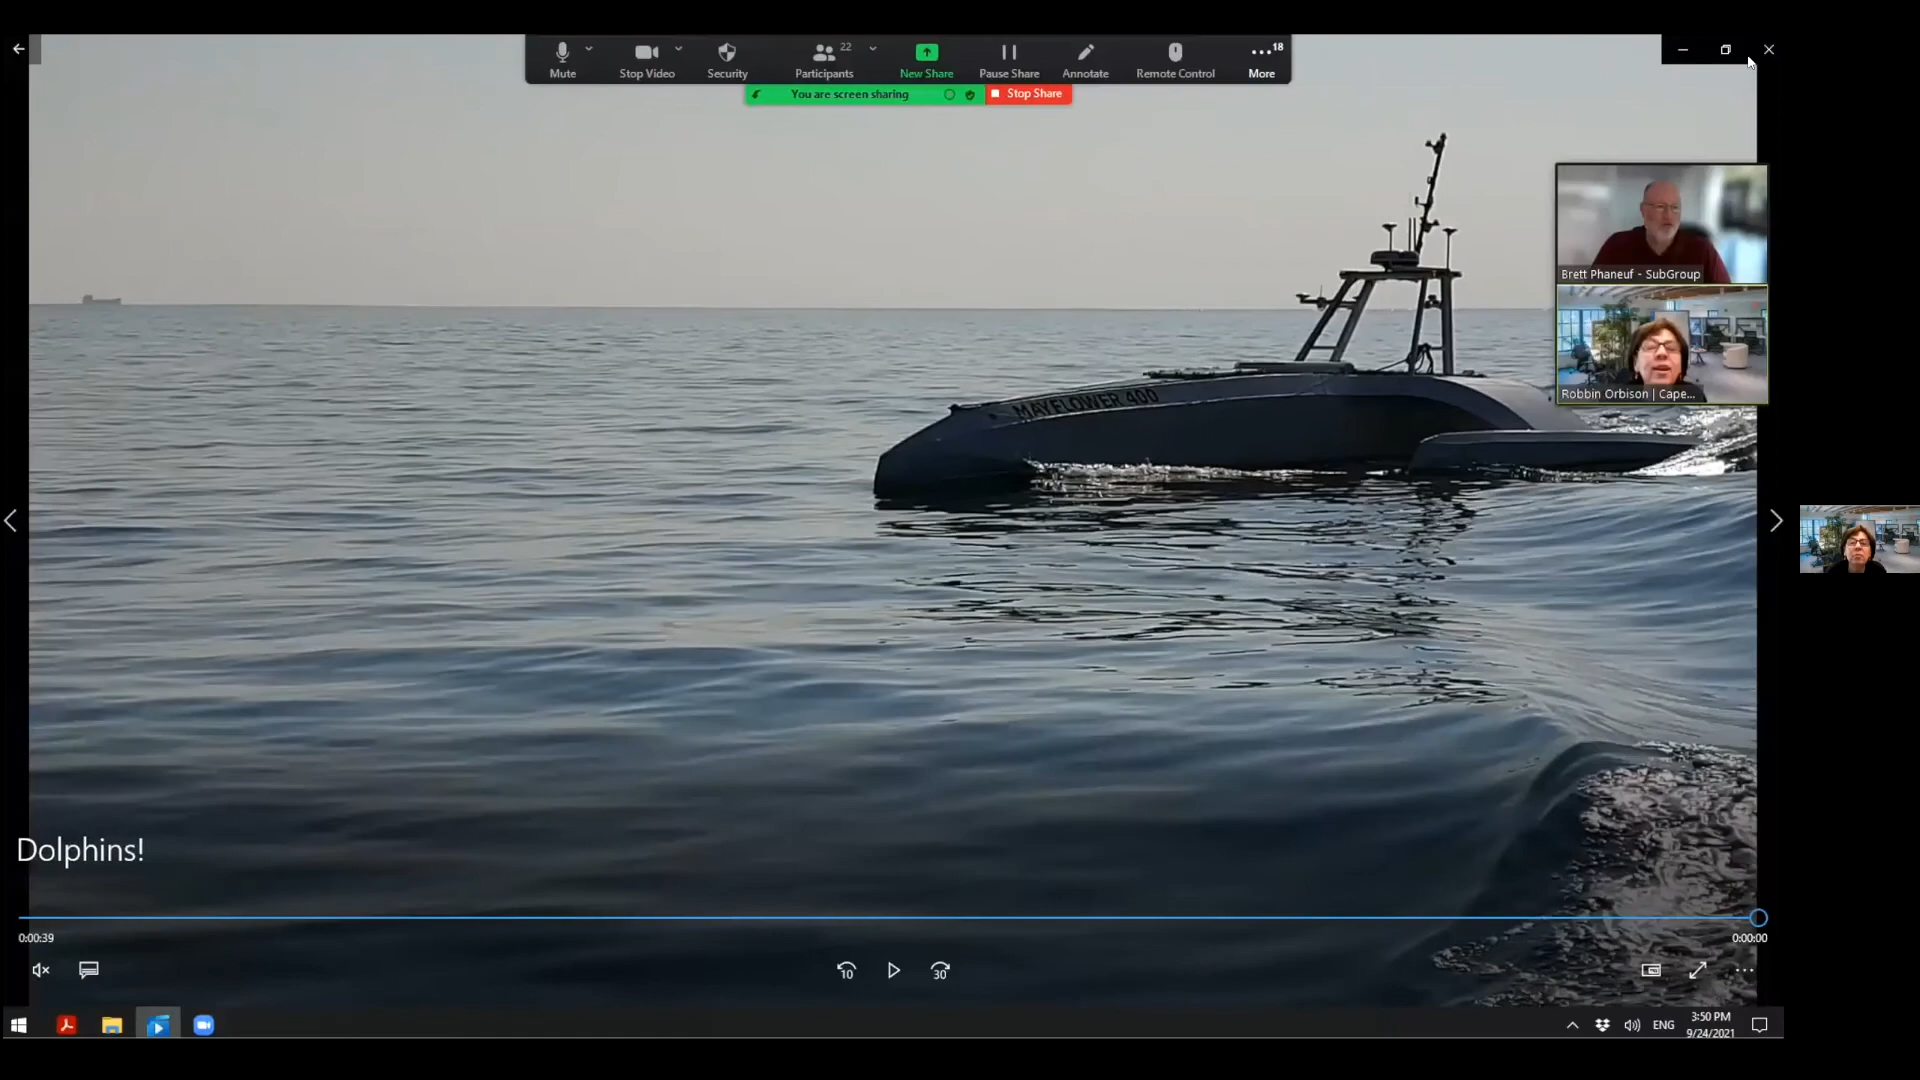 22
18
Mute
Stop Video
Security
Participants
New Share
Pause Share
Annotate
Remote Control
More
You are screen sharing
Stop Share
Brett Phaneuf - SubGroup
Robbin Orbison | Cape...
MAYFLOWER 400
Dolphins!
0:00:39
0:00:00
10
30
ENG
3:50 PM
9/24/2021